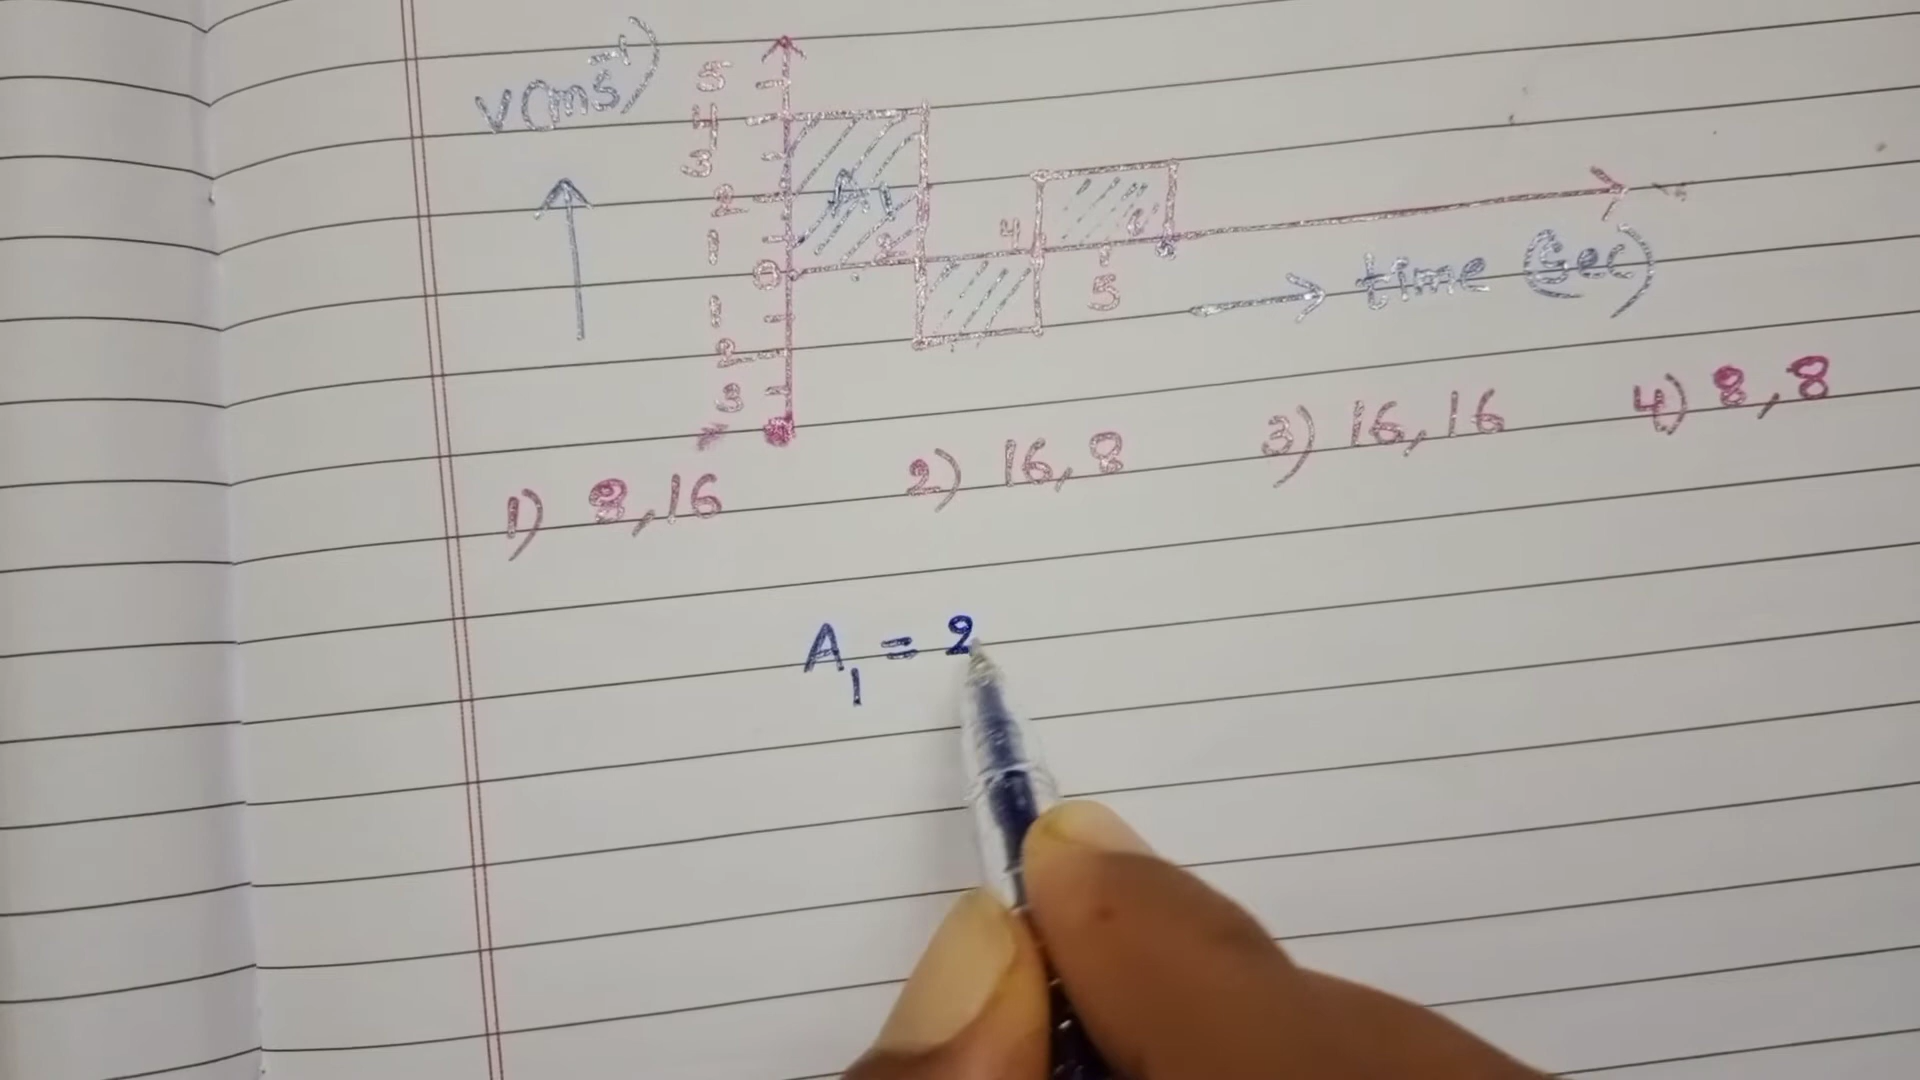 v(ms⁻¹)
5
4
3
2
1
0
1
2
3
A1
2
4
5
6
→ time (Sec)
1) 8,16 2) 16,8 3) 16,16 4) 8,8
A₁ = 2